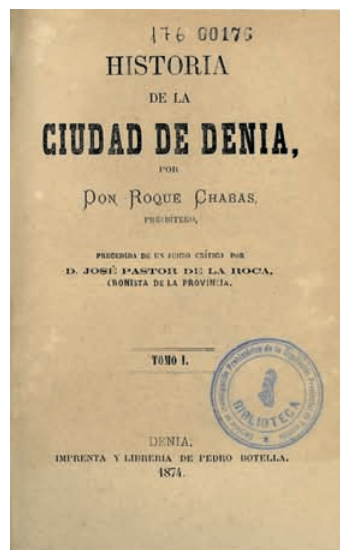 176 00176
HISTORIA
DE LA
CIUDAD DE DENIA,
POR
DON ROQUE CHABAS,
PRESBÍTERO,
PRECEDIDA DE UN JUICIO CRÍTICO POR
D. JOSÉ PASTOR DE LA ROCA,
CRONISTA DE LA PROVINCIA.
TOMO I.
BIBLIOTECA
DENIA:
IMPRENTA Y LIBRERIA DE PEDRO BOTELLA.
1874.